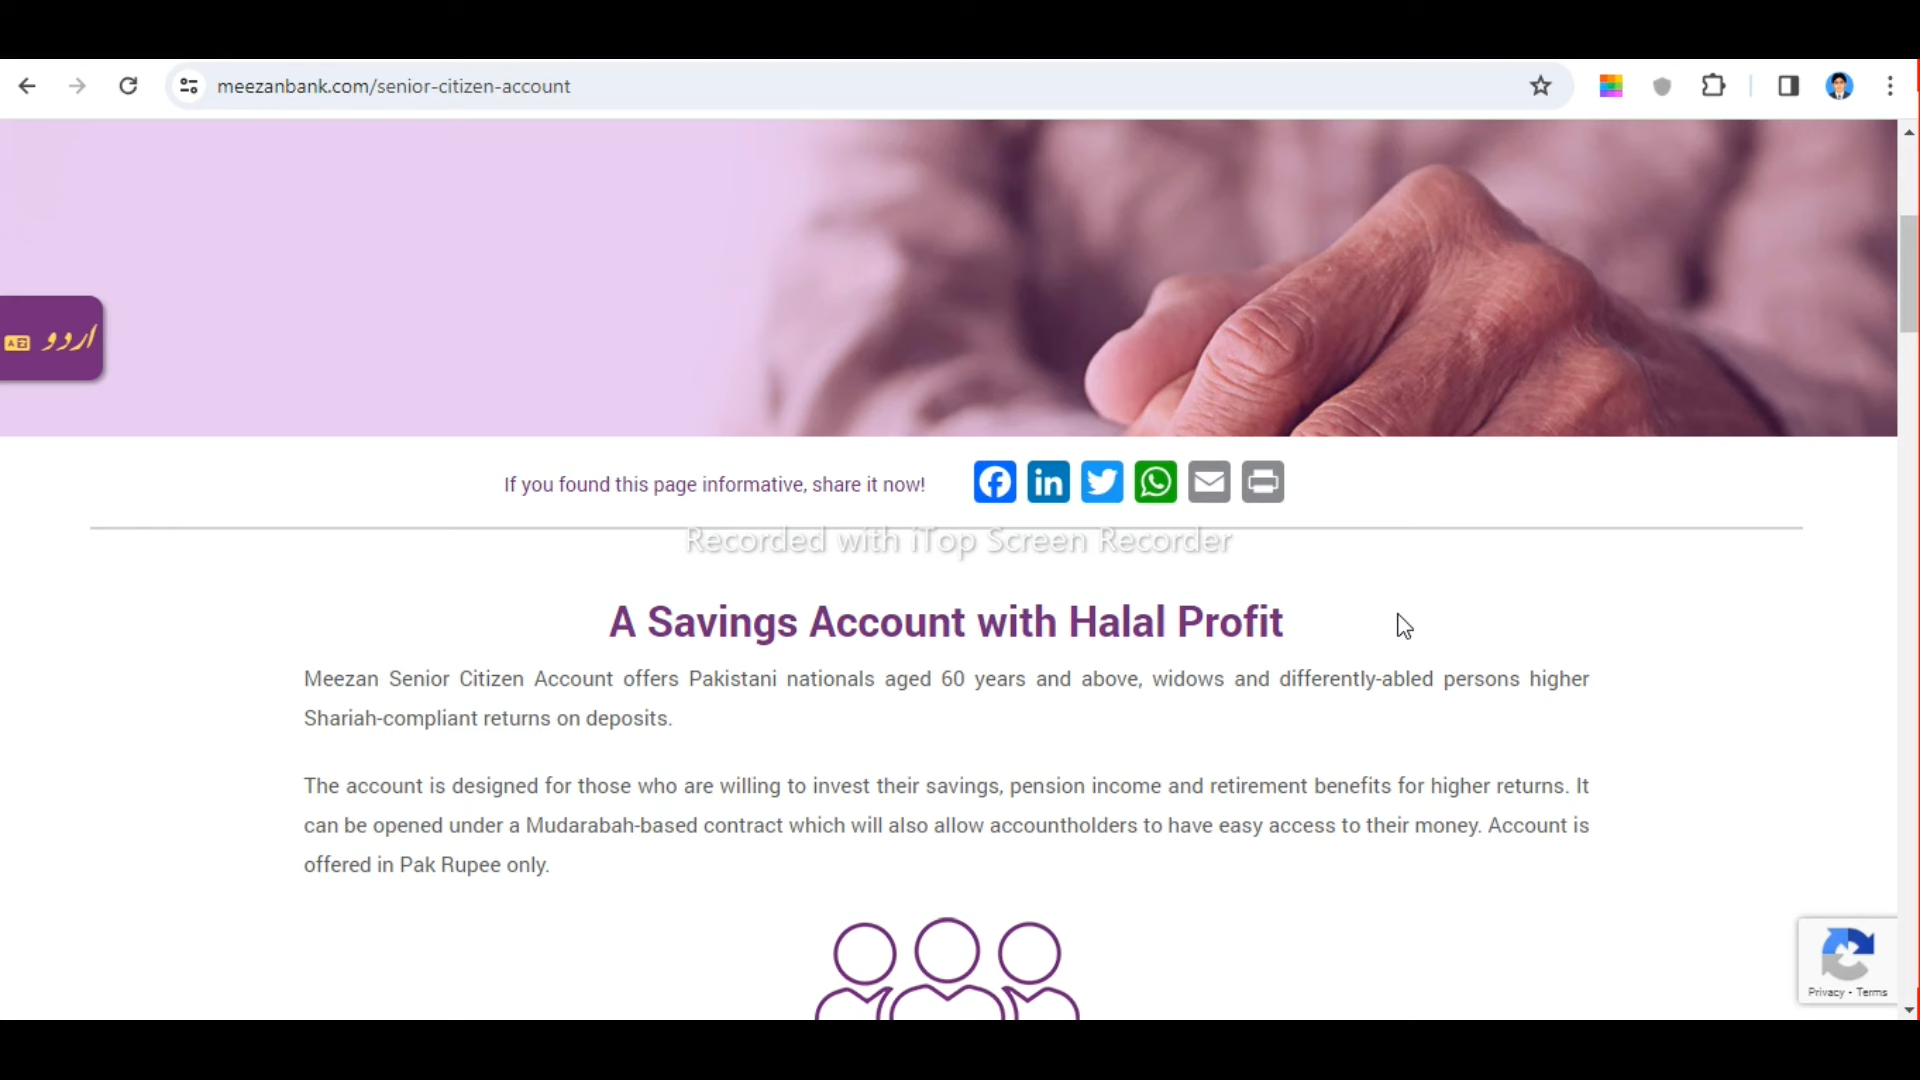 meezanbank.com/senior-citizen-account
اردو
If you found this page informative, share it now!
Recorded with iTop Screen Recorder
A Savings Account with Halal Profit
Meezan Senior Citizen Account offers Pakistani nationals aged 60 years and above, widows and differently-abled persons higher
Shariah-compliant returns on deposits.
The account is designed for those who are willing to invest their savings, pension income and retirement benefits for higher returns. It
can be opened under a Mudarabah-based contract which will also allow accountholders to have easy access to their money. Account is
offered in Pak Rupee only.
Privacy - Terms